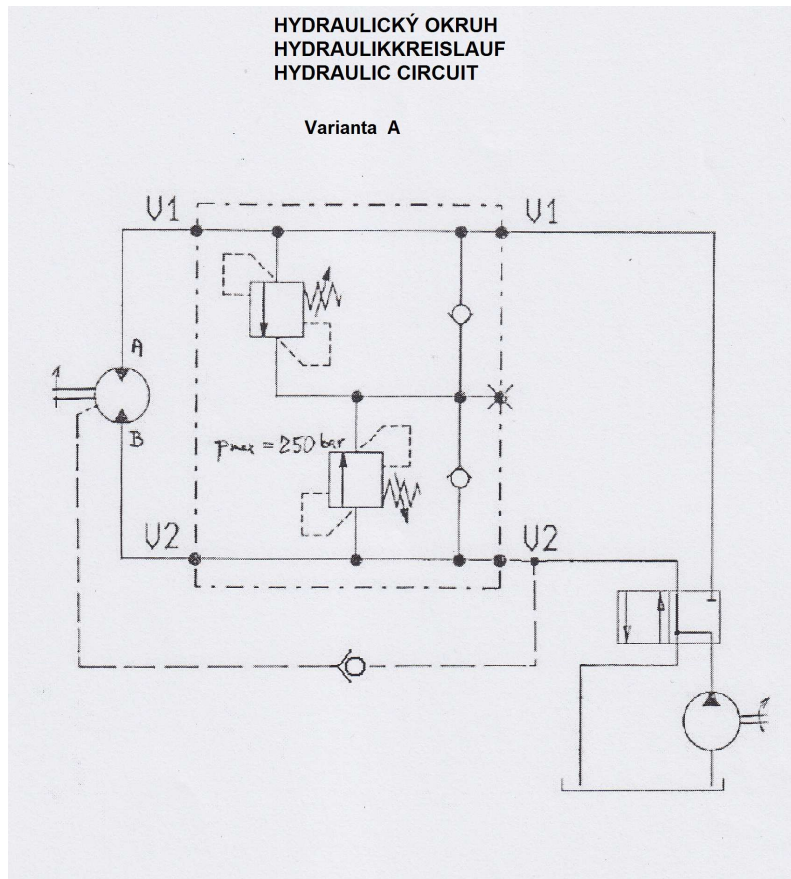 HYDRAULICKÝ OKRUH
HYDRAULIKKREISLAUF
HYDRAULIC CIRCUIT
Varianta A
V1
V1
A
B
pmax = 250 bar
V2
V2